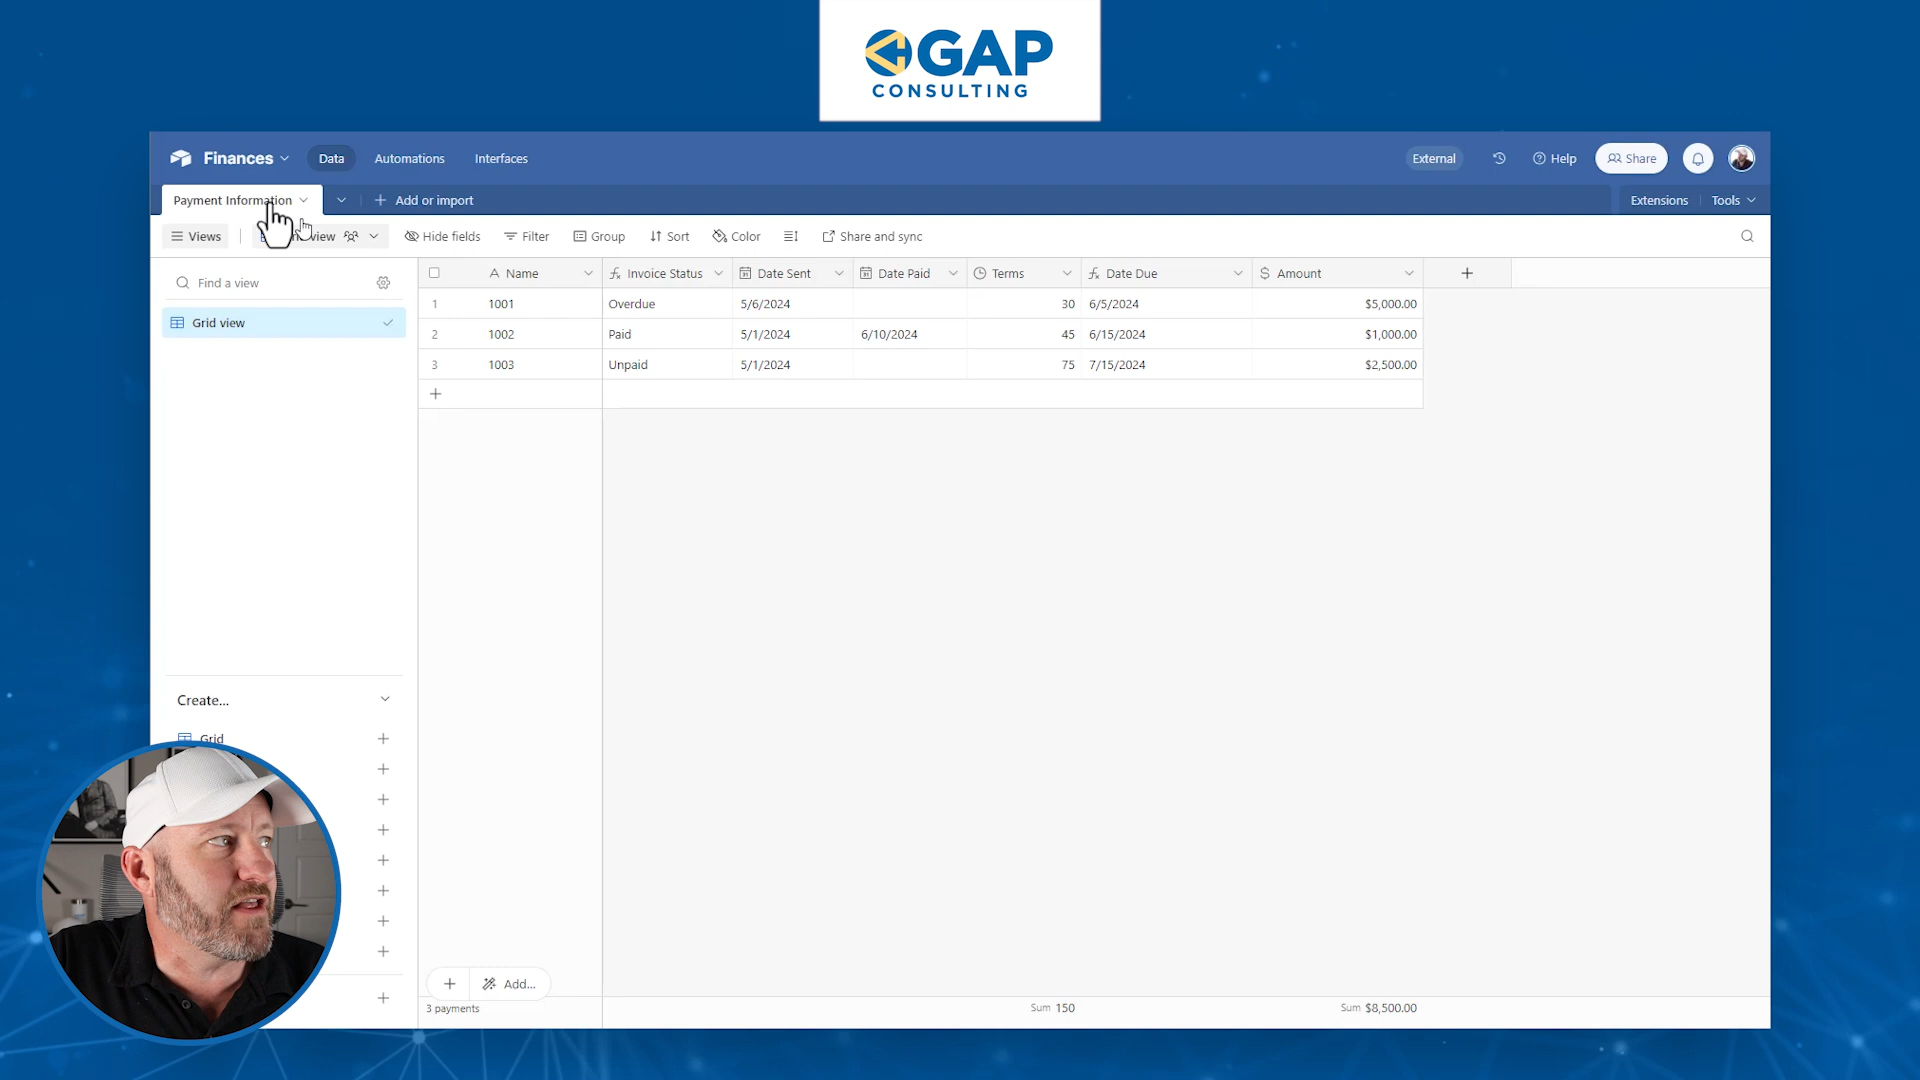 GAP
CONSULTING
Finances Data Automations Interfaces External Help Share
Payment Information Add or import Extensions Tools
Views view Hide fields Filter Group Sort Color Share and sync
Find a view
Grid view
Name Invoice Status Date Sent Date Paid Terms Date Due Amount
1 1001 Overdue 5/6/2024 30 6/5/2024 $5,000.00
2 1002 Paid 5/1/2024 6/10/2024 45 6/15/2024 $1,000.00
3 1003 Unpaid 5/1/2024 75 7/15/2024 $2,500.00
Create...
Grid
Add...
3 payments Sum 150 Sum $8,500.00